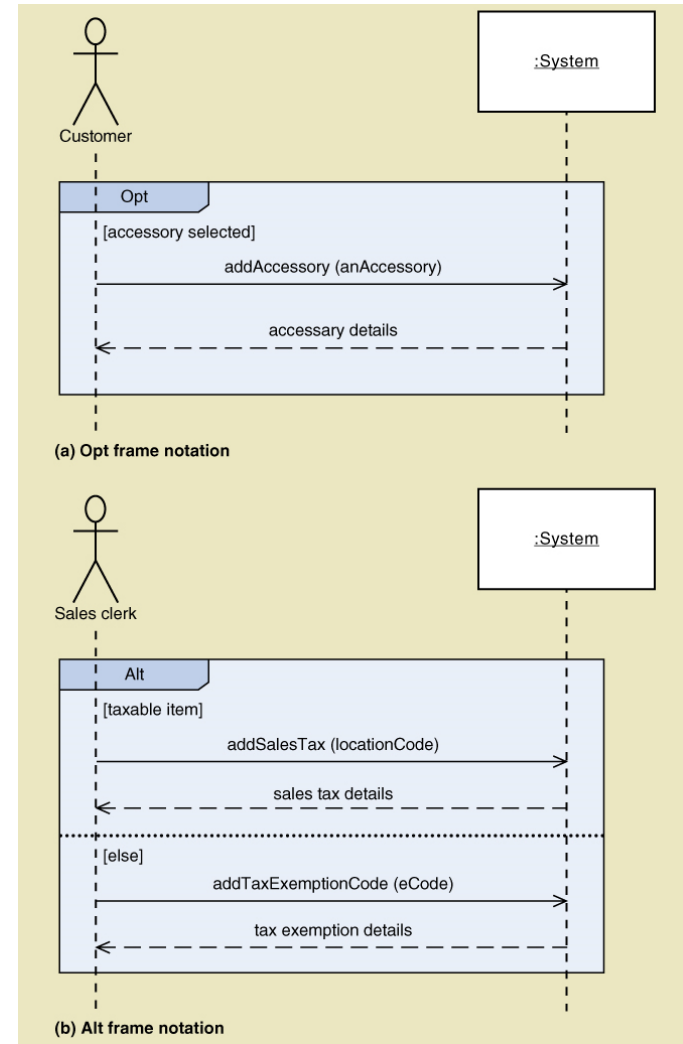 :System
Customer
Opt
[accessory selected]
addAccessory (anAccessory)
accessary details
(a) Opt frame notation
:System
Sales clerk
Alt
[taxable item]
addSalesTax (locationCode)
sales tax details
[else]
addTaxExemptionCode (eCode)
tax exemption details
(b) Alt frame notation